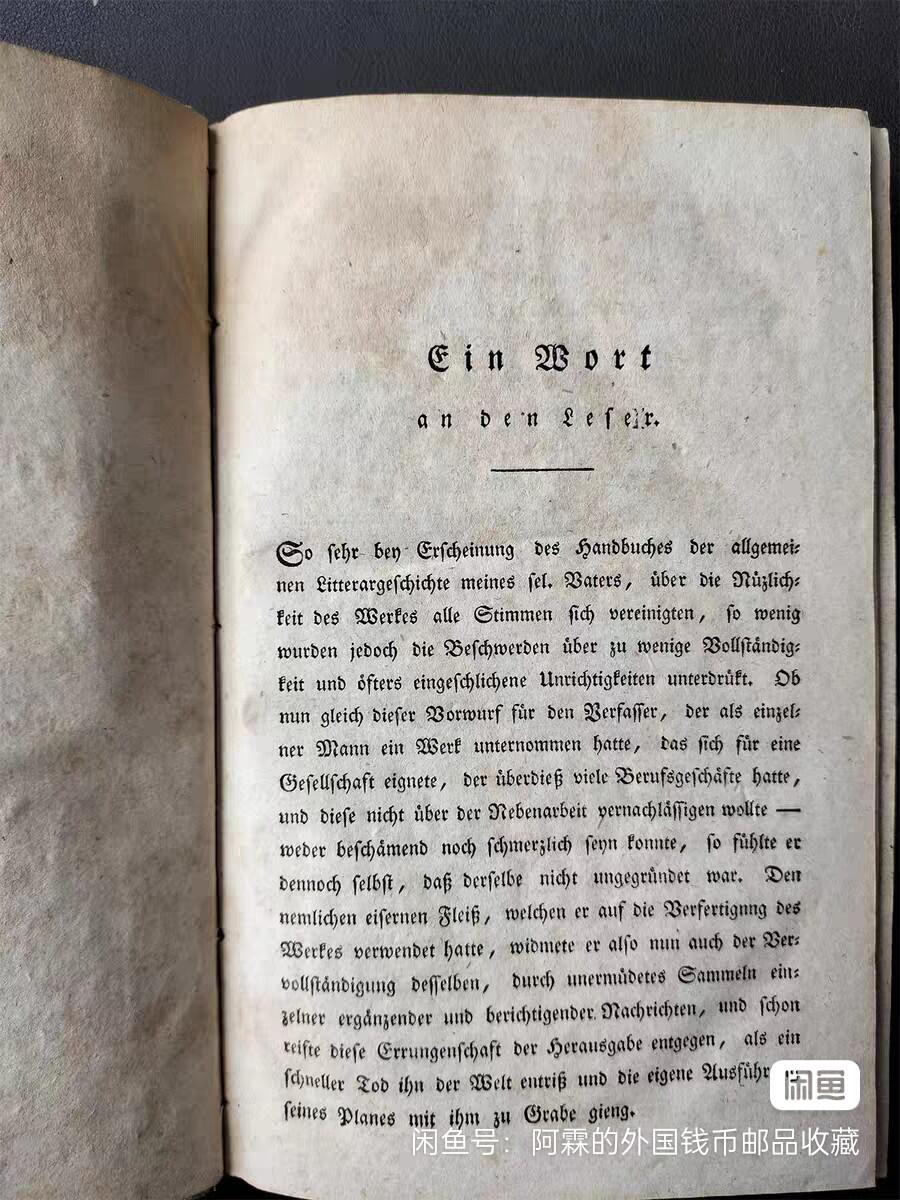 Ein Wort
an den Leser.
So sehr bey Erscheinung des Handbuches der allgemei-
nen Litterargeschichte meines sel. Vaters, über die Nüzlich-
keit des Werkes alle Stimmen sich vereinigten, so wenig
wurden jedoch die Beschwerden über zu wenige Vollständig-
keit und öfters eingeschlichene Unrichtigkeiten unterdrükt. Ob
nun gleich dieser Vorwurf für den Verfasser, der als einzel-
ner Mann ein Werk unternommen hatte, das sich für eine
Gesellschaft eignete, der überdieß viele Berufsgeschäfte hatte,
und diese nicht über der Nebenarbeit vernachlässigen wollte —
weder beschämend noch schmerzlich seyn konnte, so fühlte er
dennoch selbst, daß derselbe nicht ungegründet war. Den
nemlichen eisernen Fleiß, welchen er auf die Verfertignng des
Werkes verwendet hatte, widmete er also nun auch der Ver-
vollständigung desselben, durch unermüdetes Sammeln ein-
zelner ergänzender und berichtigender Nachrichten, und schon
reifte diese Errungenschaft der Herausgabe entgegen, als ein
schneller Tod ihn der Welt entriß und die eigene Ausführ
seines Planes mit ihm zu Grabe gieng.
闲鱼
闲鱼号：阿霖的外国钱币邮品收藏